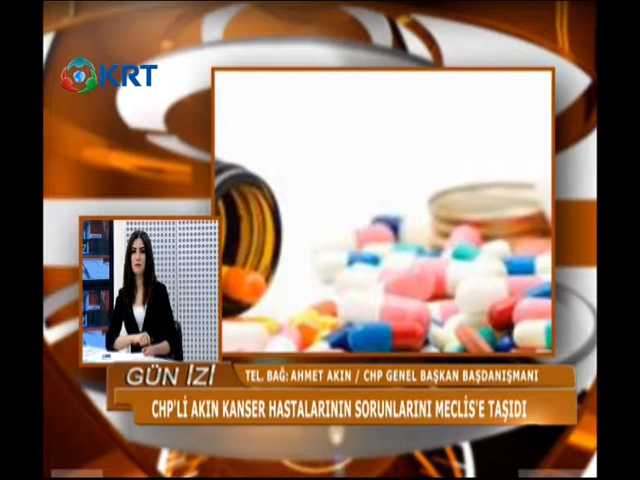 KRT
GÜN İZİ
TEL. BAĞ: AHMET AKIN / CHP GENEL BAŞKAN BAŞDANIŞMANI
CHP'Lİ AKIN KANSER HASTALARININ SORUNLARINI MECLİS'E TAŞIDI